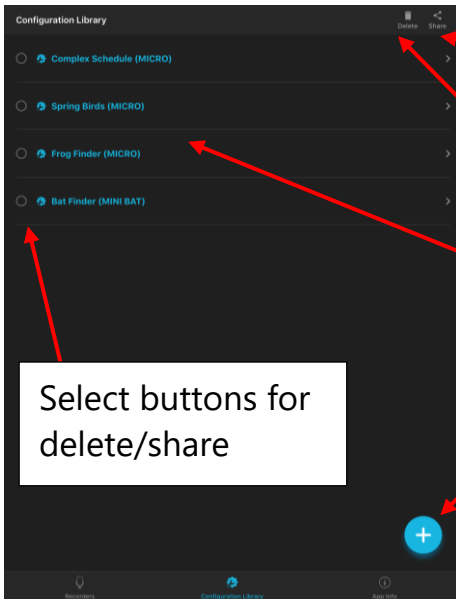 Configuration Library
Delete
Share
Complex Schedule (MICRO)
Spring Birds (MICRO)
Frog Finder (MICRO)
Bat Finder (MINI BAT)
Select buttons for
delete/share
Recorders
Configuration Library
App Info